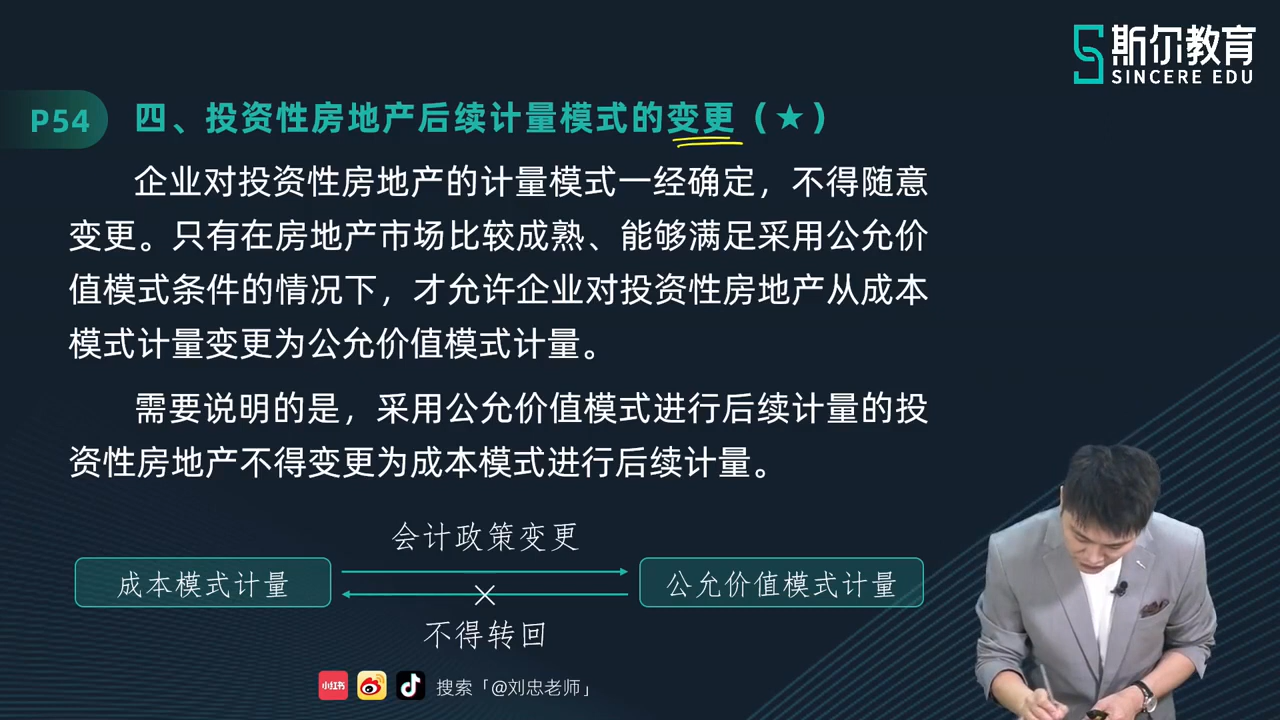 斯尔教育
SINCERE EDU
P54
四、投资性房地产后续计量模式的变更（★）
企业对投资性房地产的计量模式一经确定，不得随意
变更。只有在房地产市场比较成熟、能够满足采用公允价
值模式条件的情况下，才允许企业对投资性房地产从成本
模式计量变更为公允价值模式计量。
需要说明的是，采用公允价值模式进行后续计量的投
资性房地产不得变更为成本模式进行后续计量。
会计政策变更
成本模式计量
公允价值模式计量
不得转回
小红书
搜索「@刘忠老师」